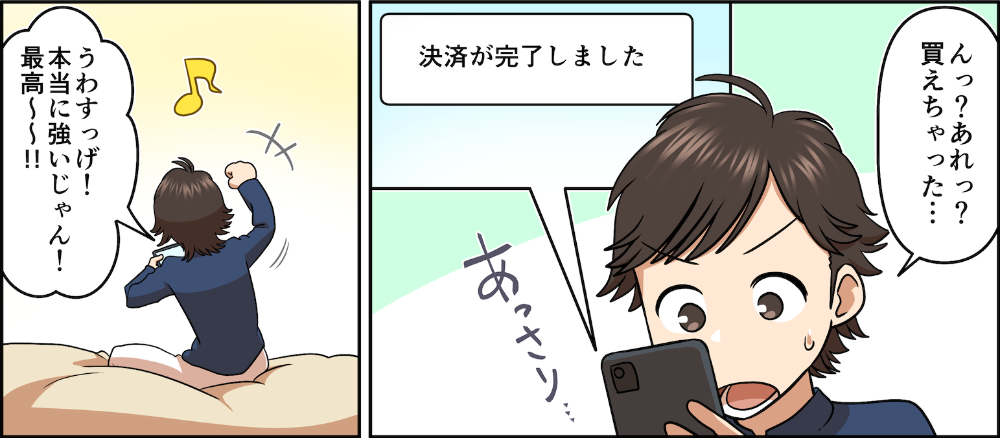 んっ？あれっ？
買えちゃった…
決済が完了しました
あっさり…
うわすっげ！
本当に強いじゃん！
最高～～!!